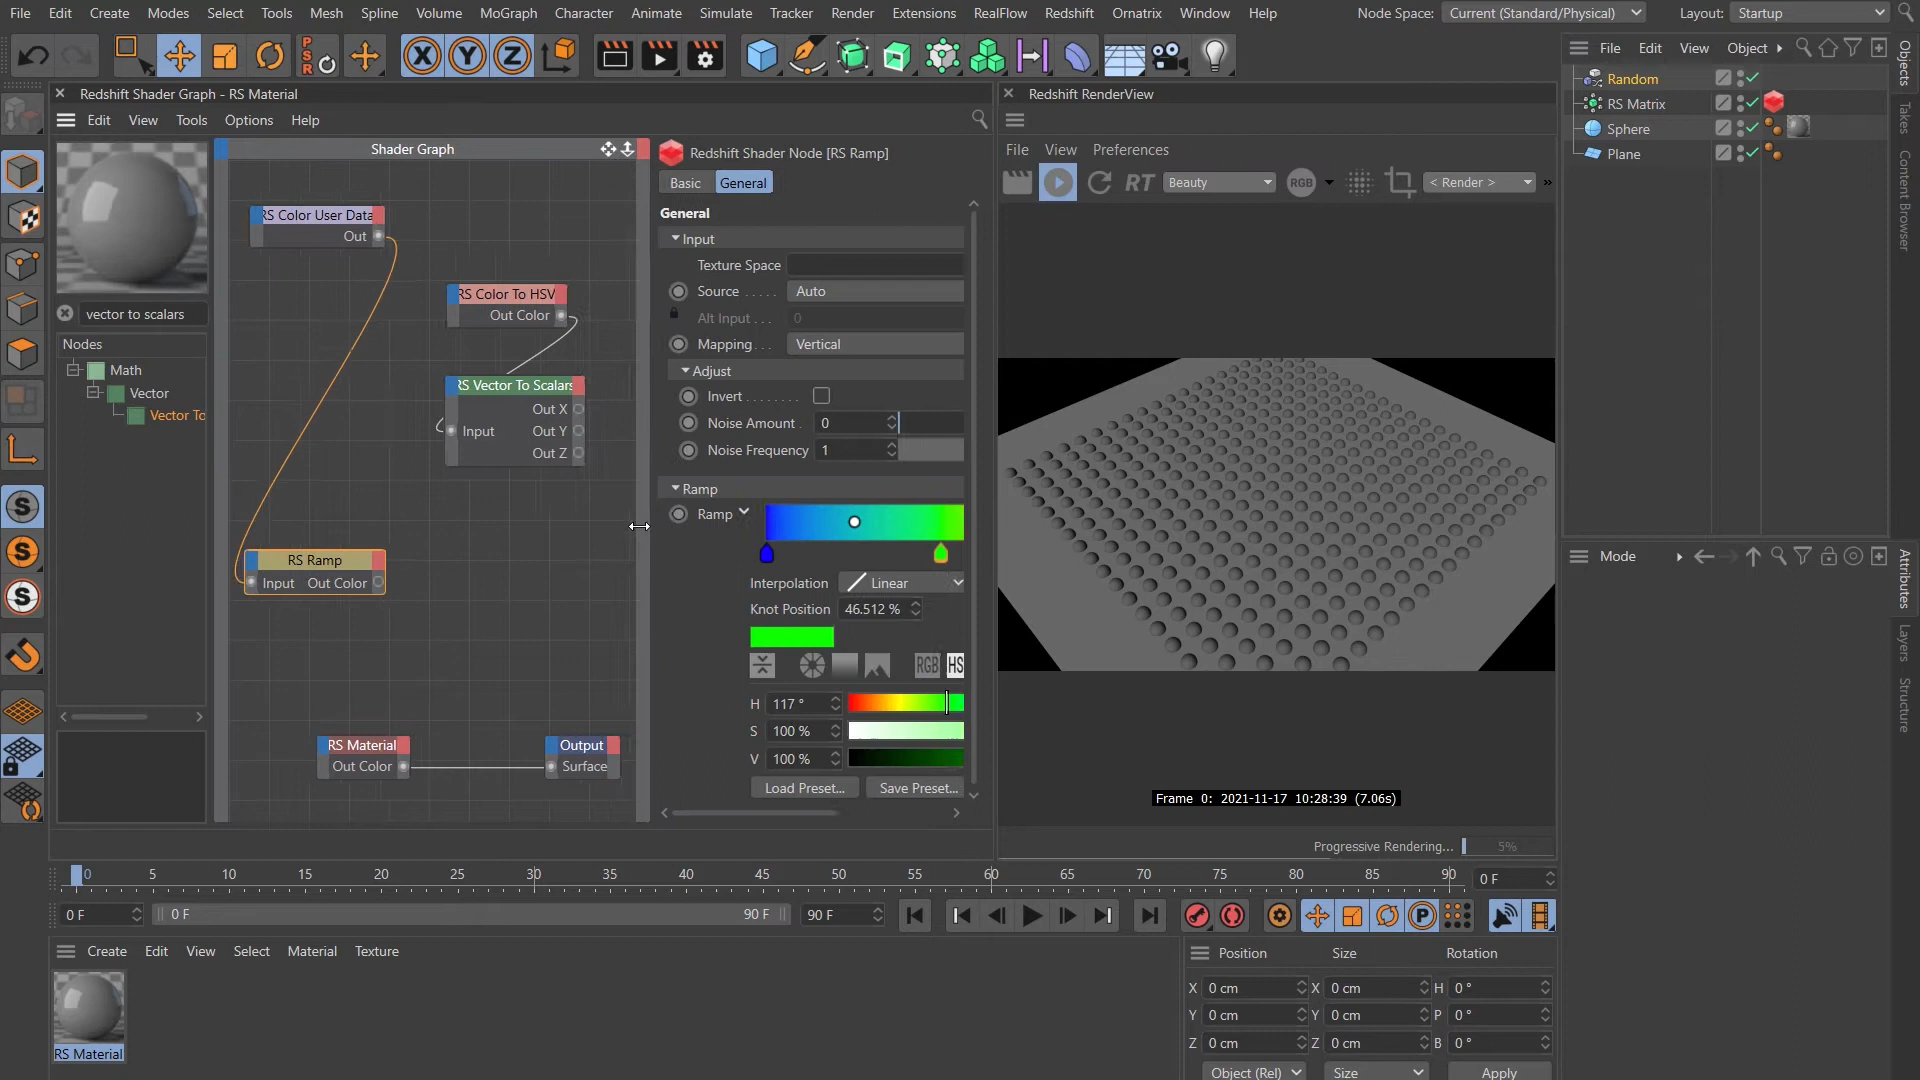 File Edit Create Modes Select Tools Mesh Spline Volume MoGraph Character Animate Simulate Tracker Render Extensions RealFlow Redshift Ornatrix Window Help Node Space: Current (Standard/Physical) Layout: Startup
X Y Z
PSR
File Edit View Object
Random
RS Matrix
Sphere
Plane
Objects
Takes
Content Browser
Redshift Shader Graph - RS Material
Edit View Tools Options Help
vector to scalars
Nodes
Math
Vector
Vector To
Shader Graph
RS Color User Data
Out
RS Color To HSV
Out Color
RS Vector To Scalars
Out X
Input Out Y
Out Z
RS Ramp
Input Out Color
RS Material
Out Color
Output
Surface
Redshift Shader Node [RS Ramp]
Basic General
General
Input
Texture Space
Source . . . . . Auto
Alt Input . . . 0
Mapping. . . Vertical
Adjust
Invert . . . . . . . .
Noise Amount . 0
Noise Frequency 1
Ramp
Ramp
Interpolation Linear
Knot Position 46.512 %
RGB HS
H 117 °
S 100 %
V 100 %
Load Preset... Save Preset...
Redshift RenderView
File View Preferences
RT Beauty RGB < Render > »
Frame 0: 2021-11-17 10:28:39 (7.06s)
Progressive Rendering... 5%
Mode
Attributes
Layers
Structure
0 5 10 15 20 25 30 35 40 45 50 55 60 65 70 75 80 85 90 0 F
0 F 0 F 90 F 90 F
P
Create Edit View Select Material Texture
RS Material
Position Size Rotation
X 0 cm X 0 cm H 0 °
Y 0 cm Y 0 cm P 0 °
Z 0 cm Z 0 cm B 0 °
Object (Rel) Size Apply